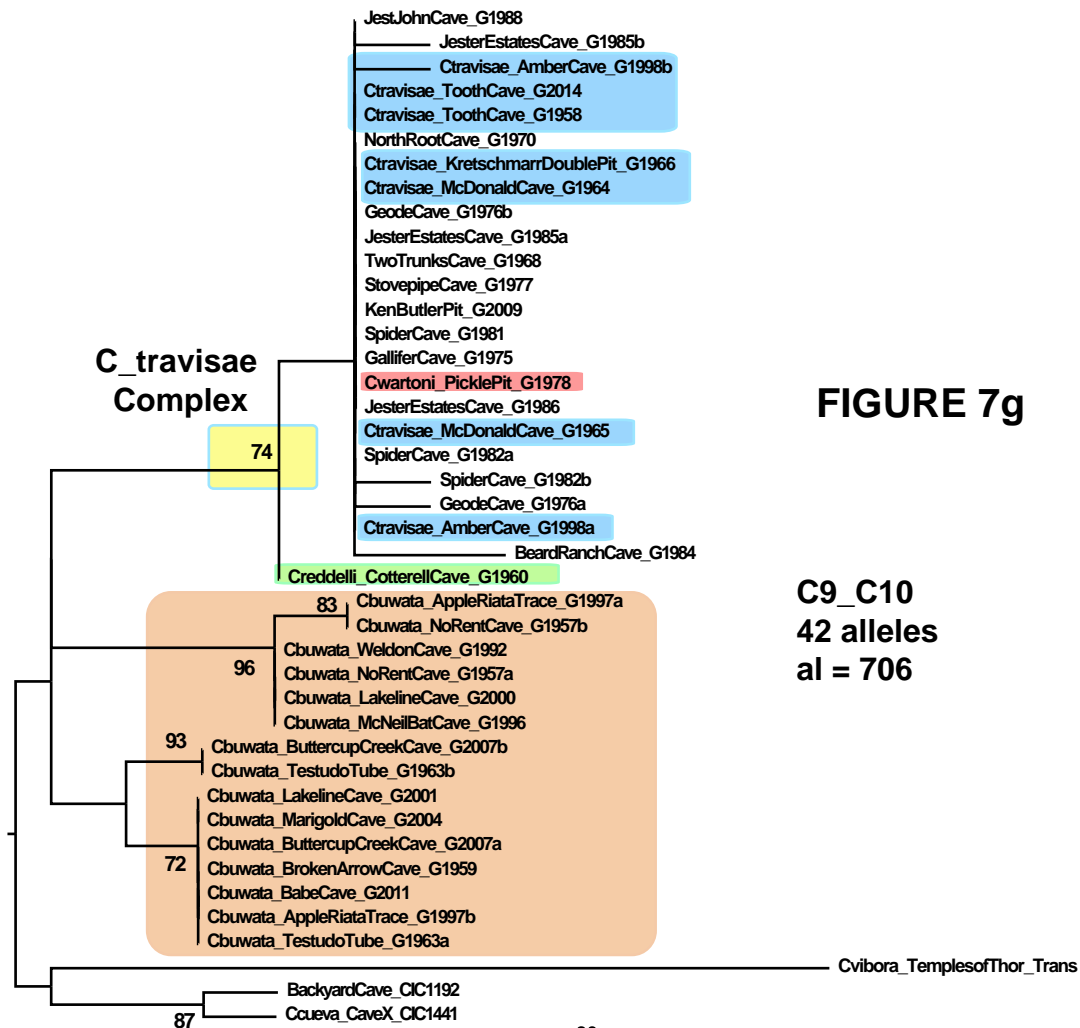 JestJohnCave_G1988
JesterEstatesCave_G1985b
Ctravisae_AmberCave_G1998b
Ctravisae_ToothCave_G2014
Ctravisae_ToothCave_G1958
NorthRootCave_G1970
Ctravisae_KretschmarrDoublePit_G1966
Ctravisae_McDonaldCave_G1964
GeodeCave_G1976b
JesterEstatesCave_G1985a
TwoTrunksCave_G1968
StovepipeCave_G1977
KenButlerPit_G2009
SpiderCave_G1981
GalliferCave_G1975
Cwartoni_PicklePit_G1978
JesterEstatesCave_G1986
Ctravisae_McDonaldCave_G1965
SpiderCave_G1982a
SpiderCave_G1982b
GeodeCave_G1976a
Ctravisae_AmberCave_G1998a
BeardRanchCave_G1984
Creddelli_CotterellCave_G1960
C_travisae
Complex
74
FIGURE 7g
C9_C10
42 alleles
al = 706
83
Cbuwata_AppleRiataTrace_G1997a
Cbuwata_NoRentCave_G1957b
96
Cbuwata_WeldonCave_G1992
Cbuwata_NoRentCave_G1957a
Cbuwata_LakelineCave_G2000
Cbuwata_McNeilBatCave_G1996
93
Cbuwata_ButtercupCreekCave_G2007b
Cbuwata_TestudoTube_G1963b
72
Cbuwata_LakelineCave_G2001
Cbuwata_MarigoldCave_G2004
Cbuwata_ButtercupCreekCave_G2007a
Cbuwata_BrokenArrowCave_G1959
Cbuwata_BabeCave_G2011
Cbuwata_AppleRiataTrace_G1997b
Cbuwata_TestudoTube_G1963a
Cvibora_TemplesofThor_Trans
87
BackyardCave_CIC1192
Ccueva_CaveX_CIC1441